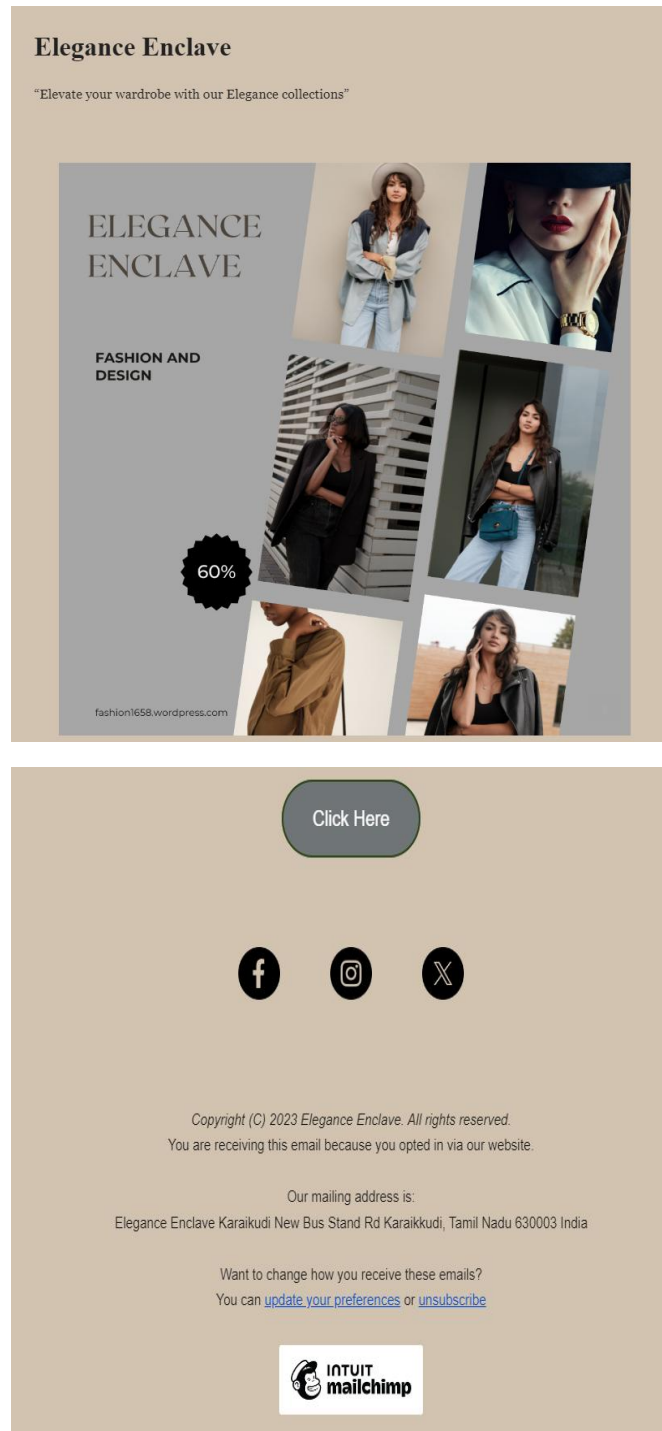 Elegance Enclave
“Elevate your wardrobe with our Elegance collections”
ELEGANCE
ENCLAVE
FASHION AND
DESIGN
60%
fashion1658.wordpress.com
Click Here
Copyright (C) 2023 Elegance Enclave. All rights reserved.
You are receiving this email because you opted in via our website.
Our mailing address is:
Elegance Enclave Karaikudi New Bus Stand Rd Karaikkudi, Tamil Nadu 630003 India
Want to change how you receive these emails?
You can update your preferences or unsubscribe
INTUIT
mailchimp